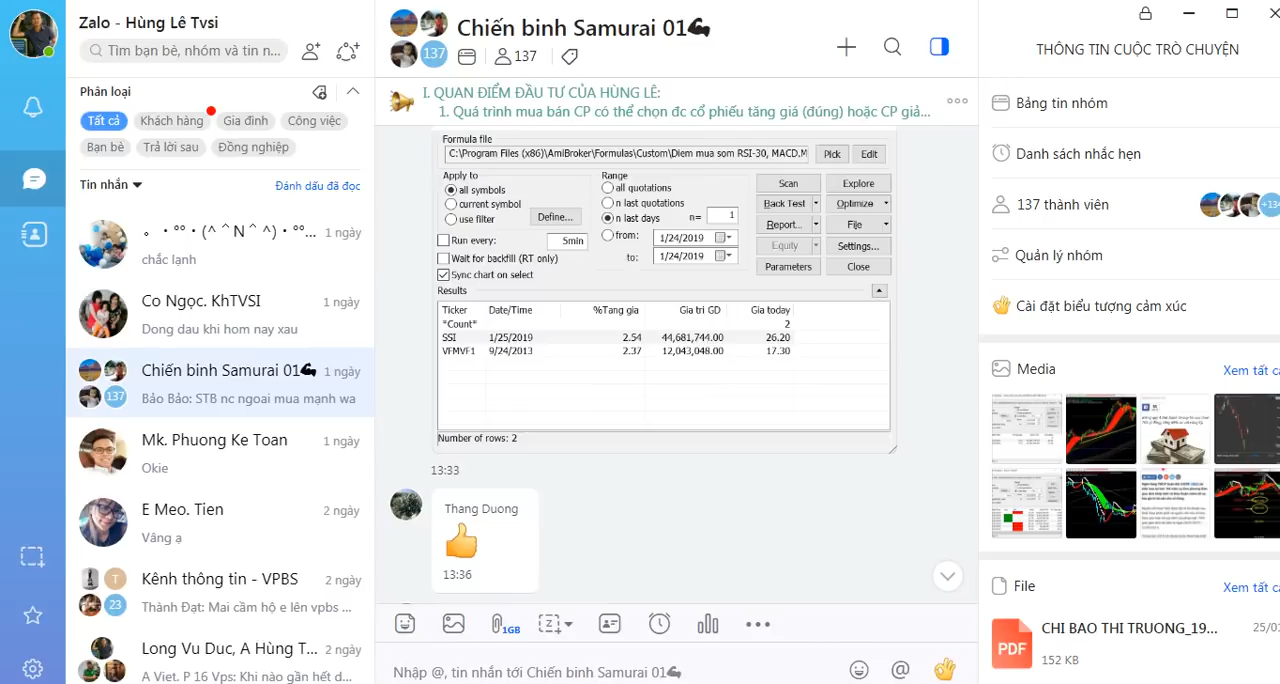 Zalo - Hùng Lê Tvsi
Tìm bạn bè, nhóm và tin n...
Phân loại
Tất cả
Khách hàng
Gia đình
Công việc
Bạn bè
Trả lời sau
Đồng nghiệp
Tin nhắn
Đánh dấu đã đọc
。・°°・(^ ^ N ^ ^)・°°... 1 ngày
chắc lạnh
Co Ngọc. KhTVSI 1 ngày
Dong dau khi hom nay xau
Chiến binh Samurai 01 1 ngày
137
Bảo Bảo: STB nc ngoai mua mạnh wa
Mk. Phuong Ke Toan 1 ngày
Okie
E Meo. Tien 2 ngày
Vâng ạ
Kênh thông tin - VPBS 2 ngày
T
23
Thành Đạt: Mai cầm hộ e lên vpbs ...
Long Vu Duc, A Hùng T... 2 ngày
A Viet. P 16 Vps: Khi nào gần hết d...
Chiến binh Samurai 01
137
137
I. QUAN ĐIỂM ĐẦU TƯ CỦA HÙNG LÊ:
1. Quá trình mua bán CP có thể chọn đc cổ phiếu tăng giá (đúng) hoặc CP giả...
Formula file
C:\Program Files (x86)\AmiBroker\Formulas\Custom\Diem mua som RSI-30, MACD.M
Pick
Edit
Apply to
all symbols
current symbol
use filter
Define...
Range
all quotations
n last quotations
n last days n= 1
from: 1/24/2019
to: 1/24/2019
Scan
Explore
Back Test
Optimize
Report...
File
Equity
Settings...
Parameters
Close
Run every: 5min
Wait for backfill (RT only)
Sync chart on select
Results
Ticker Date/Time %Tang gia Gia tri GD Gia today
*Count* 2
SSI 1/25/2019 2.54 44,681,744.00 26.20
VFMVF1 9/24/2013 2.37 12,043,048.00 17.30
Number of rows: 2
13:33
Thang Duong
13:36
1GB
Nhập @, tin nhắn tới Chiến binh Samurai 01
THÔNG TIN CUỘC TRÒ CHUYỆN
Bảng tin nhóm
Danh sách nhắc hẹn
137 thành viên
+134
Quản lý nhóm
Cài đặt biểu tượng cảm xúc
Media
Xem tất cả
File
Xem tất cả
CHI BAO THI TRUONG_19...
25/01
PDF
152 KB